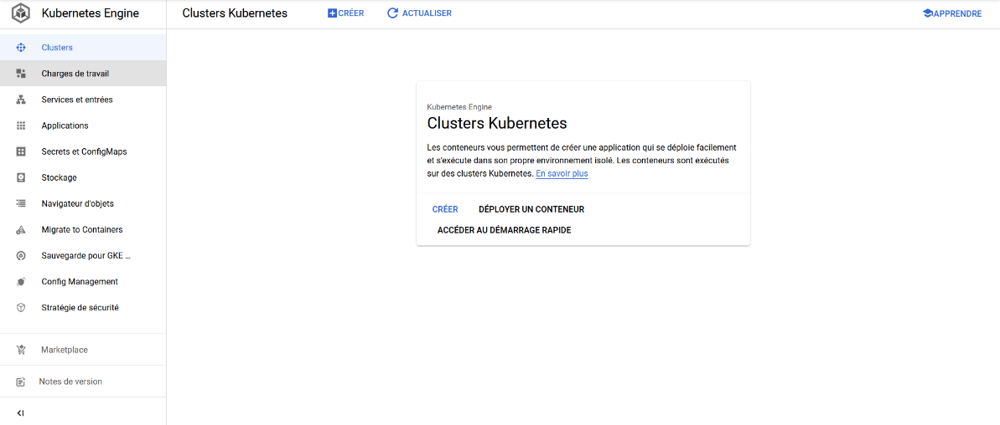 Kubernetes Engine
Clusters Kubernetes
CRÉER
ACTUALISER
APPRENDRE
Clusters
Charges de travail
Services et entrées
Applications
Secrets et ConfigMaps
Stockage
Navigateur d'objets
Migrate to Containers
Sauvegarde pour GKE ...
Config Management
Stratégie de sécurité
Marketplace
Notes de version
Kubernetes Engine
Clusters Kubernetes
Les conteneurs vous permettent de créer une application qui se déploie facilement
et s'exécute dans son propre environnement isolé. Les conteneurs sont exécutés
sur des clusters Kubernetes. En savoir plus
CRÉER
DÉPLOYER UN CONTENEUR
ACCÉDER AU DÉMARRAGE RAPIDE